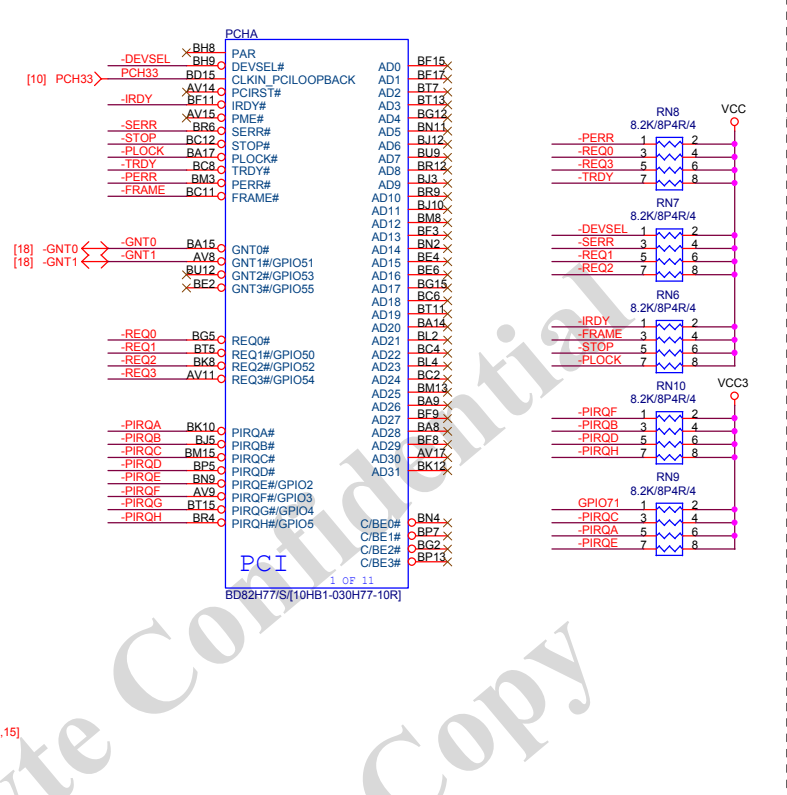 PCHA
BH8 PAR
-DEVSEL BH9 DEVSEL#
[10] PCH33 PCH33 BD15 CLKIN_PCILOOPBACK
AV14 PCIRST#
-IRDY BF11 IRDY#
AV15 PME#
-SERR BR6 SERR#
-STOP BC12 STOP#
-PLOCK BA17 PLOCK#
-TRDY BC8 TRDY#
-PERR BM3 PERR#
-FRAME BC11 FRAME#
[18] -GNT0 -GNT0 BA15 GNT0#
[18] -GNT1 -GNT1 AV8 GNT1#/GPIO51
BU12 GNT2#/GPIO53
BE2 GNT3#/GPIO55
-REQ0 BG5 REQ0#
-REQ1 BT5 REQ1#/GPIO50
-REQ2 BK8 REQ2#/GPIO52
-REQ3 AV11 REQ3#/GPIO54
-PIRQA BK10 PIRQA#
-PIRQB BJ5 PIRQB#
-PIRQC BM15 PIRQC#
-PIRQD BP5 PIRQD#
-PIRQE BN9 PIRQE#/GPIO2
-PIRQF AV9 PIRQF#/GPIO3
-PIRQG BT15 PIRQG#/GPIO4
-PIRQH BR4 PIRQH#/GPIO5
AD0 BF15
AD1 BF17
AD2 BT7
AD3 BT13
AD4 BG12
AD5 BN11
AD6 BJ12
AD7 BU9
AD8 BR12
AD9 BJ3
AD10 BR9
AD11 BJ10
AD12 BM8
AD13 BF3
AD14 BN2
AD15 BE4
AD16 BE6
AD17 BG15
AD18 BC6
AD19 BT11
AD20 BA14
AD21 BL2
AD22 BC4
AD23 BL4
AD24 BC2
AD25 BM13
AD26 BA9
AD27 BF9
AD28 BA8
AD29 BF8
AD30 AV17
AD31 BK12
C/BE0# BN4
C/BE1# BP7
C/BE2# BG2
C/BE3# BP13
PCI
1 OF 11
BD82H77/S/[10HB1-030H77-10R]
VCC
RN8
8.2K/8P4R/4
-PERR 1 2
-REQ0 3 4
-REQ3 5 6
-TRDY 7 8
RN7
8.2K/8P4R/4
-DEVSEL 1 2
-SERR 3 4
-REQ1 5 6
-REQ2 7 8
RN6
8.2K/8P4R/4
-IRDY 1 2
-FRAME 3 4
-STOP 5 6
-PLOCK 7 8
VCC3
RN10
8.2K/8P4R/4
-PIRQF 1 2
-PIRQB 3 4
-PIRQD 5 6
-PIRQH 7 8
RN9
8.2K/8P4R/4
GPIO71 1 2
-PIRQC 3 4
-PIRQA 5 6
-PIRQE 7 8
,15]
yte Confidential
Copy